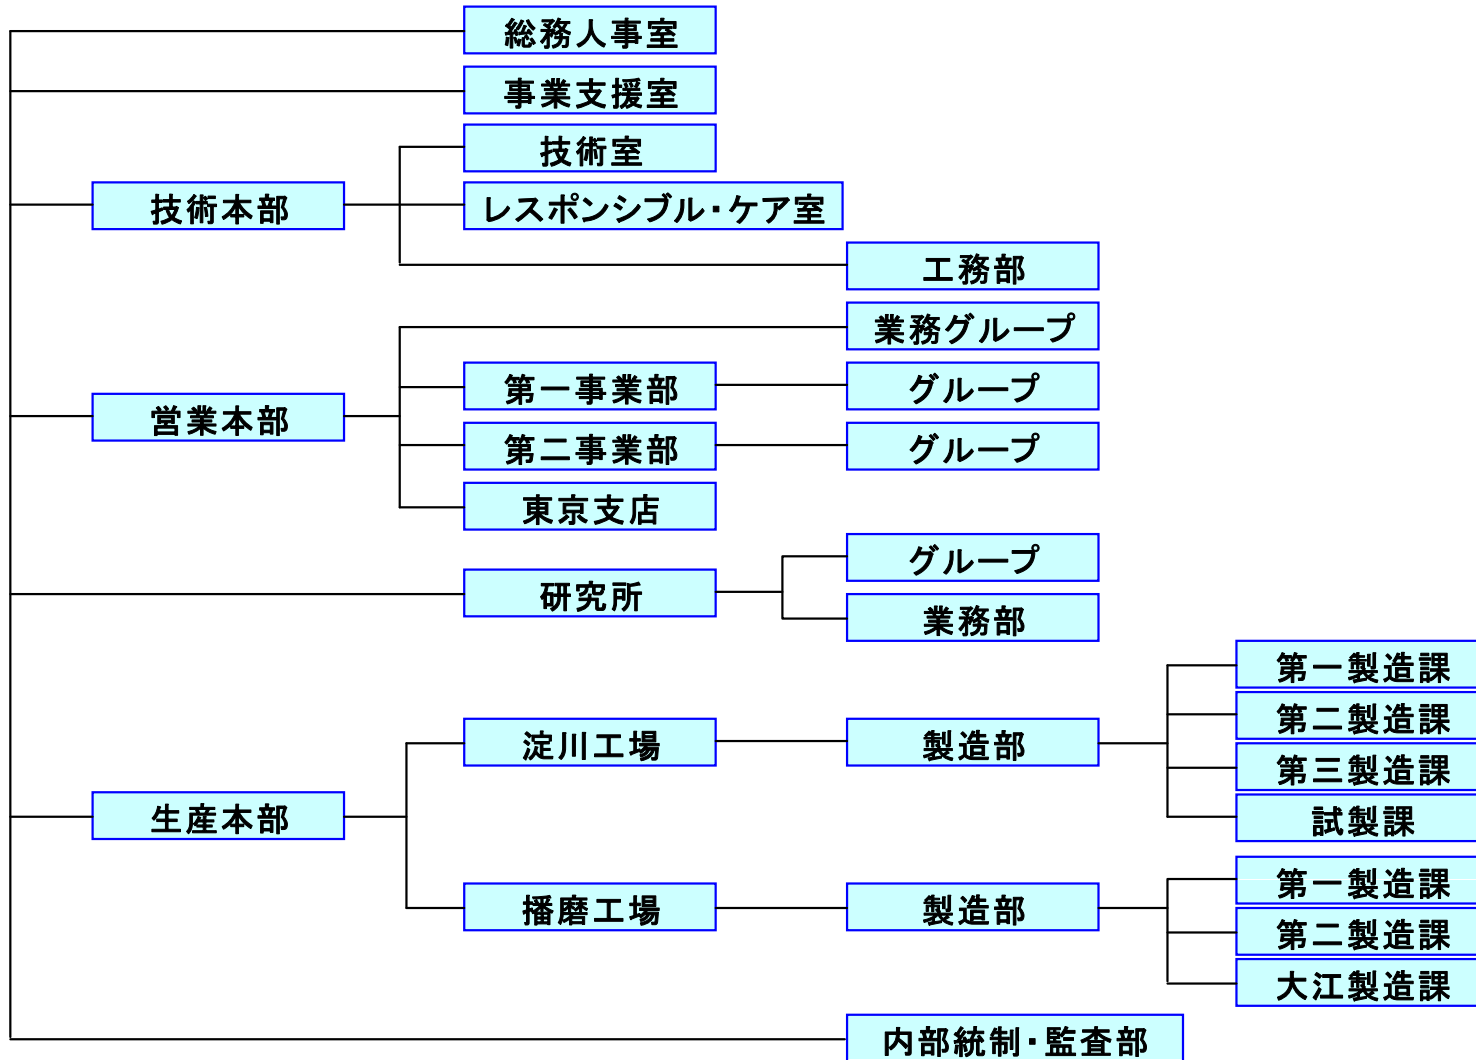 総務人事室
事業支援室
技術室
技術本部
レスポンシブル・ケア室
工務部
業務グループ
第一事業部
グループ
営業本部
第二事業部
グループ
東京支店
グループ
研究所
業務部
第一製造課
第二製造課
淀川工場
製造部
第三製造課
生産本部
試製課
第一製造課
播磨工場
製造部
第二製造課
大江製造課
内部統制・監査部